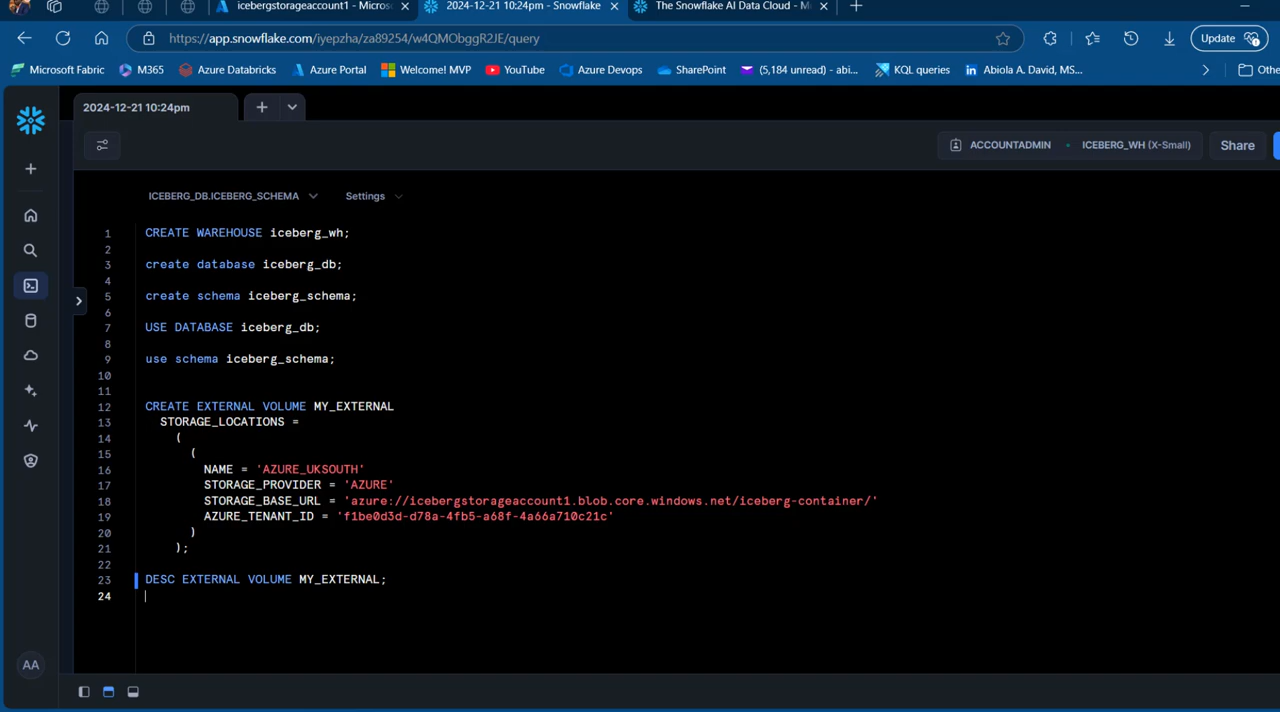 icebergstorageaccount1 - Micros
2024-12-21 10:24pm - Snowflake
The Snowflake AI Data Cloud - M
https://app.snowflake.com/iyepzha/za89254/w4QMObggR2JE/query
Update
Microsoft Fabric
M365
Azure Databricks
Azure Portal
Welcome! MVP
YouTube
Azure Devops
SharePoint
(5,184 unread) - abi...
KQL queries
Abiola A. David, MS...
Othe
2024-12-21 10:24pm
ACCOUNTADMIN
ICEBERG_WH (X-Small)
Share
ICEBERG_DB.ICEBERG_SCHEMA
Settings
1 CREATE WAREHOUSE iceberg_wh;
2
3 create database iceberg_db;
4
5 create schema iceberg_schema;
6
7 USE DATABASE iceberg_db;
8
9 use schema iceberg_schema;
10
11
12 CREATE EXTERNAL VOLUME MY_EXTERNAL
13 STORAGE_LOCATIONS =
14 (
15 (
16 NAME = 'AZURE_UKSOUTH'
17 STORAGE_PROVIDER = 'AZURE'
18 STORAGE_BASE_URL = 'azure://icebergstorageaccount1.blob.core.windows.net/iceberg-container/'
19 AZURE_TENANT_ID = 'f1be0d3d-d78a-4fb5-a68f-4a66a710c21c'
20 )
21 );
22
23 DESC EXTERNAL VOLUME MY_EXTERNAL;
24
AA